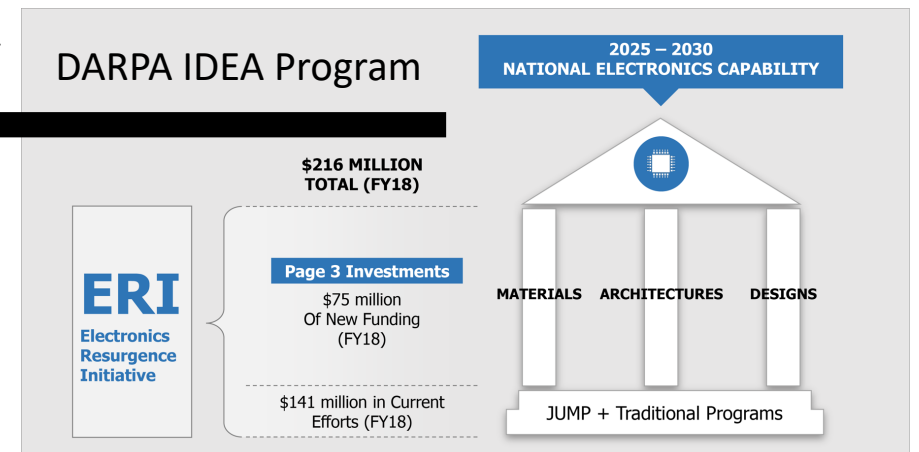 DARPA IDEA Program
2025 – 2030
NATIONAL ELECTRONICS CAPABILITY
$216 MILLION
TOTAL (FY18)
ERI
Electronics
Resurgence
Initiative
Page 3 Investments
$75 million
Of New Funding
(FY18)
$141 million in Current
Efforts (FY18)
MATERIALS ARCHITECTURES DESIGNS
JUMP + Traditional Programs